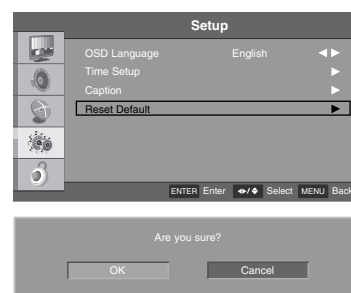 Setup
OSD Language English
Time Setup
Caption
Reset Default
ENTER Enter Select MENU Back
Are you sure?
OK Cancel